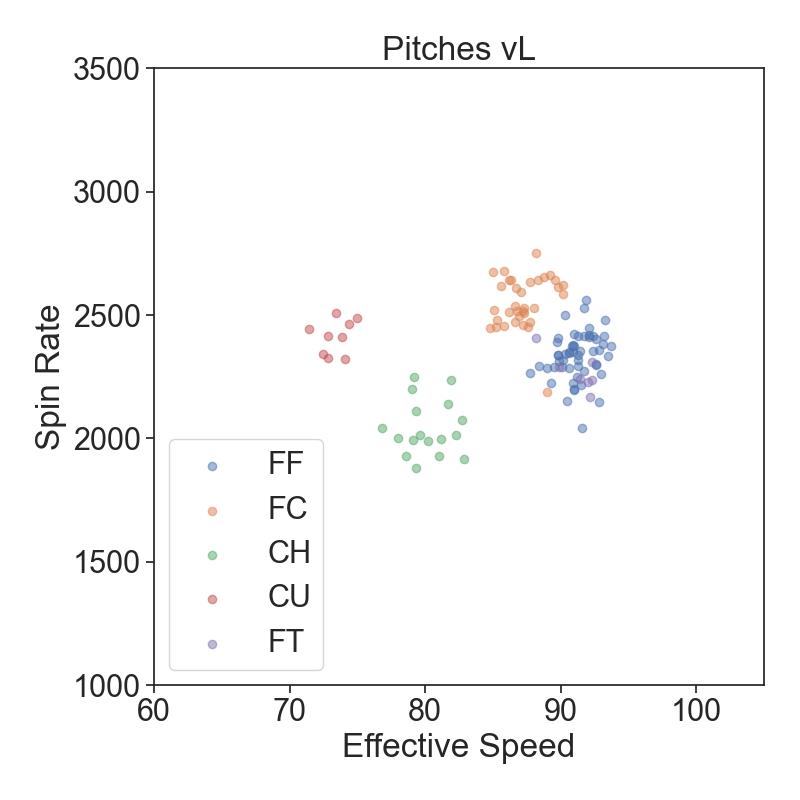 Pitches vL
3500
3000
2500
2000
1500
1000
Spin Rate
FF
FC
CH
CU
FT
60 70 80 90 100
Effective Speed